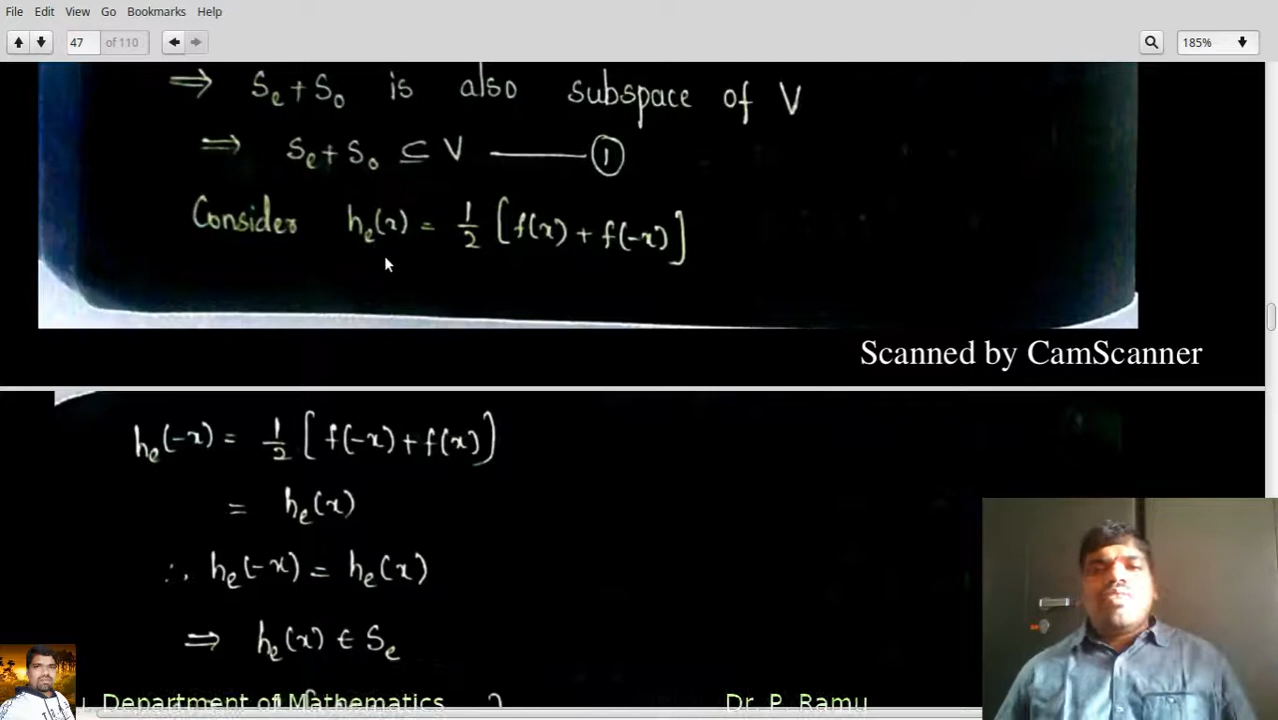 File Edit View Go Bookmarks Help
47 of 110 185%
⇒ Sₑ + Sₒ is also subspace of V
⇒ Sₑ + Sₒ ⊆ V —— ①
Consider hₑ(x) = 1/2 [f(x) + f(-x)]
Scanned by CamScanner
hₑ(-x) = 1/2 [f(-x) + f(x)]
= hₑ(x)
∴ hₑ(-x) = hₑ(x)
⇒ hₑ(x) ∈ Sₑ
Department of Mathematics Dr. P. Ramu